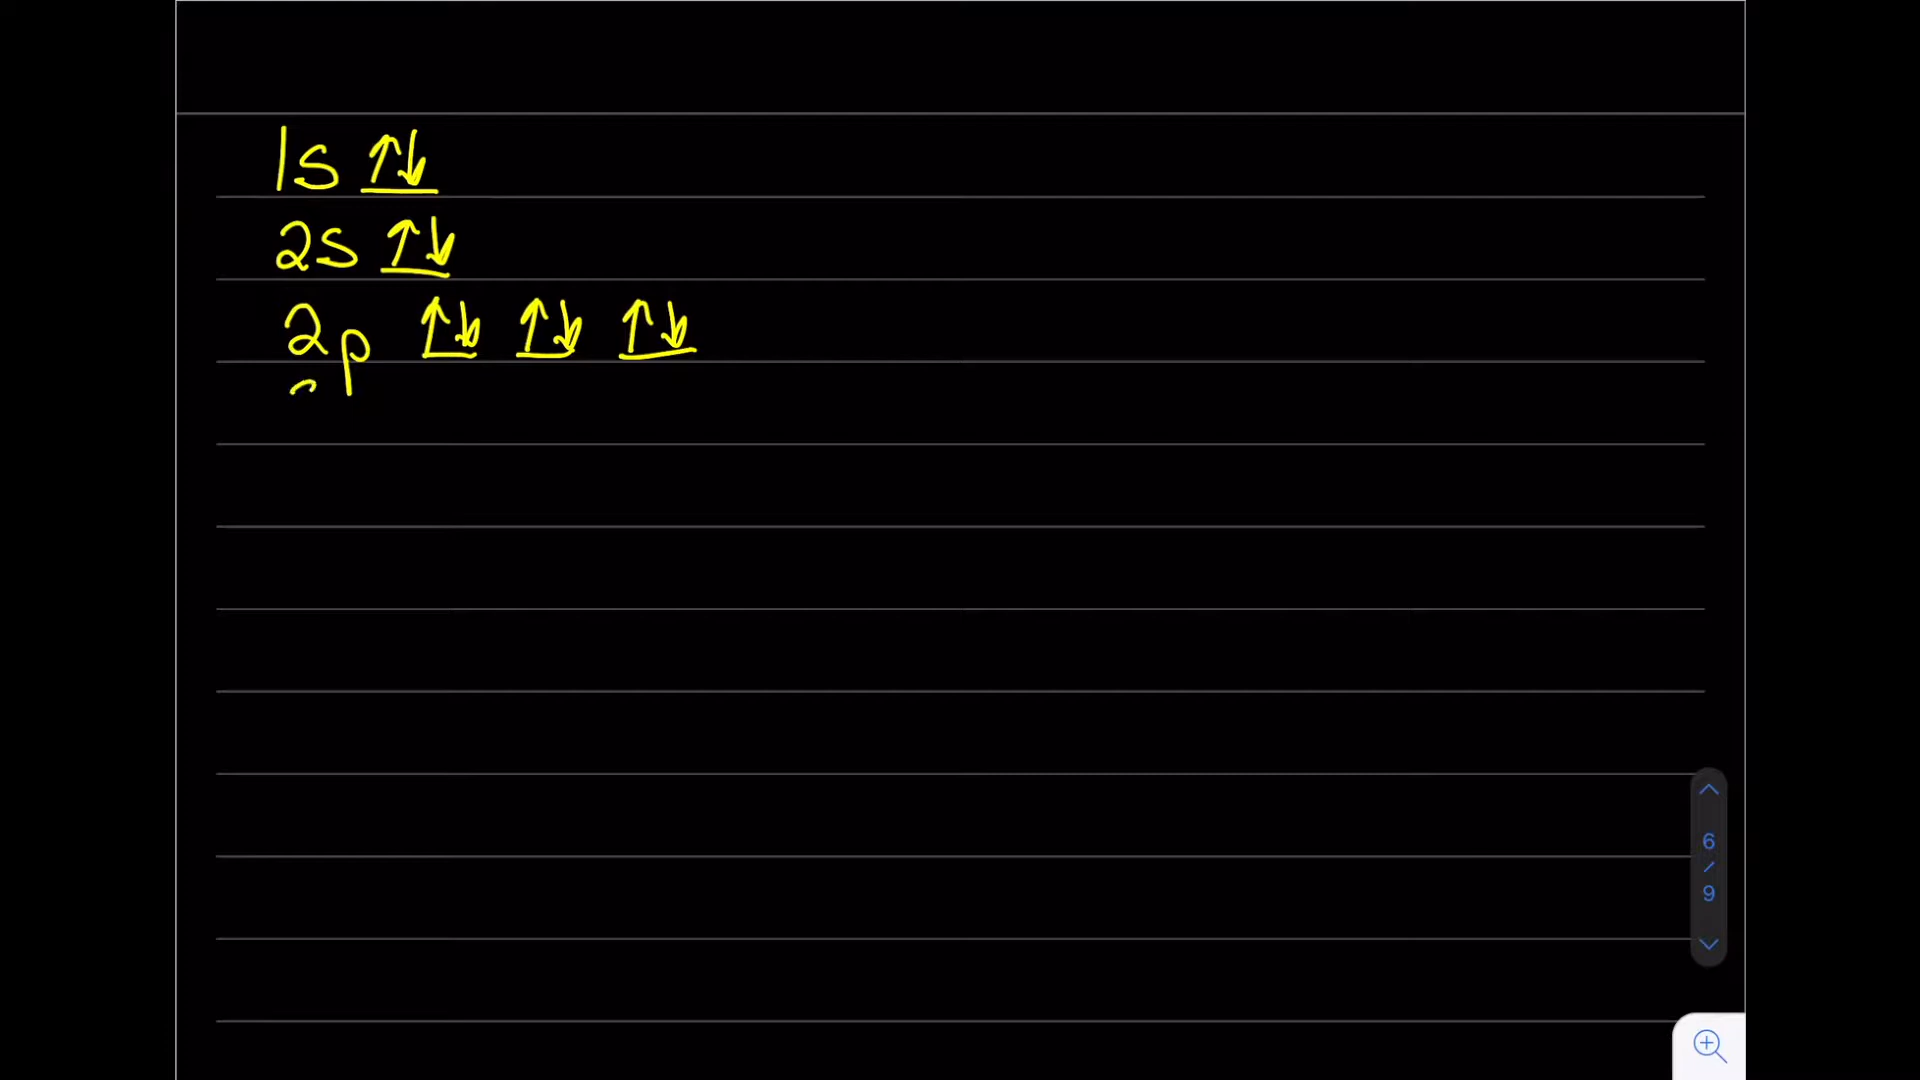 1s ↑↓
2s ↑↓
2p ↑↓ ↑↓ ↑↓
6
/
9